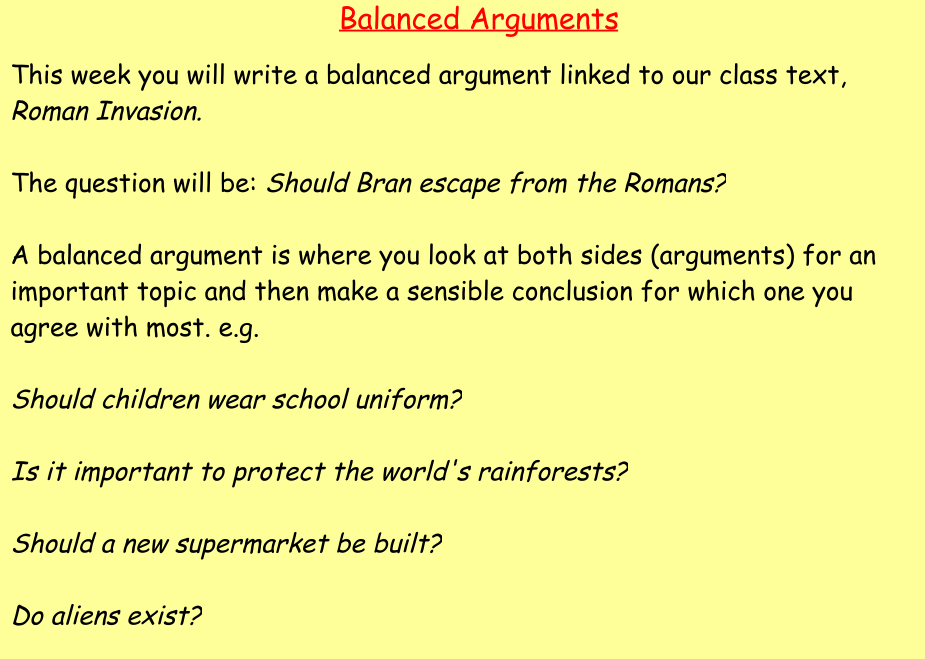 Balanced Arguments
This week you will write a balanced argument linked to our class text,
Roman Invasion.
The question will be: Should Bran escape from the Romans?
A balanced argument is where you look at both sides (arguments) for an
important topic and then make a sensible conclusion for which one you
agree with most. e.g.
Should children wear school uniform?
Is it important to protect the world's rainforests?
Should a new supermarket be built?
Do aliens exist?